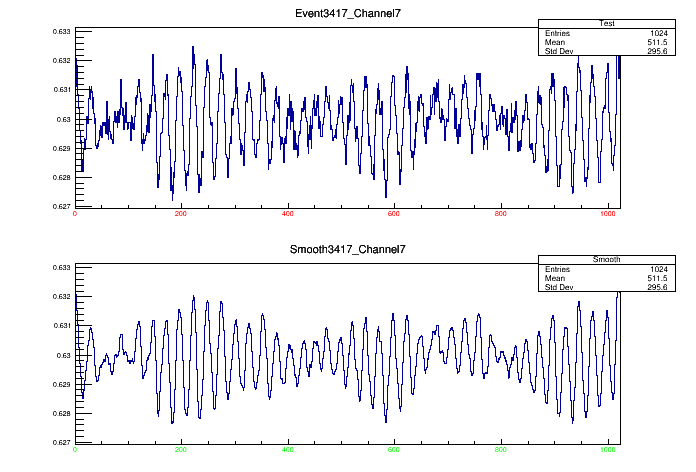 Event3417_Channel7
Test
Entries 1024
Mean 511.5
Std Dev 295.6
0.633
0.632
0.631
0.63
0.629
0.628
0.627
0 200 400 600 800 1000
Smooth3417_Channel7
Smooth
Entries 1024
Mean 511.5
Std Dev 295.6
0.633
0.632
0.631
0.63
0.629
0.628
0.627
0 200 400 600 800 1000